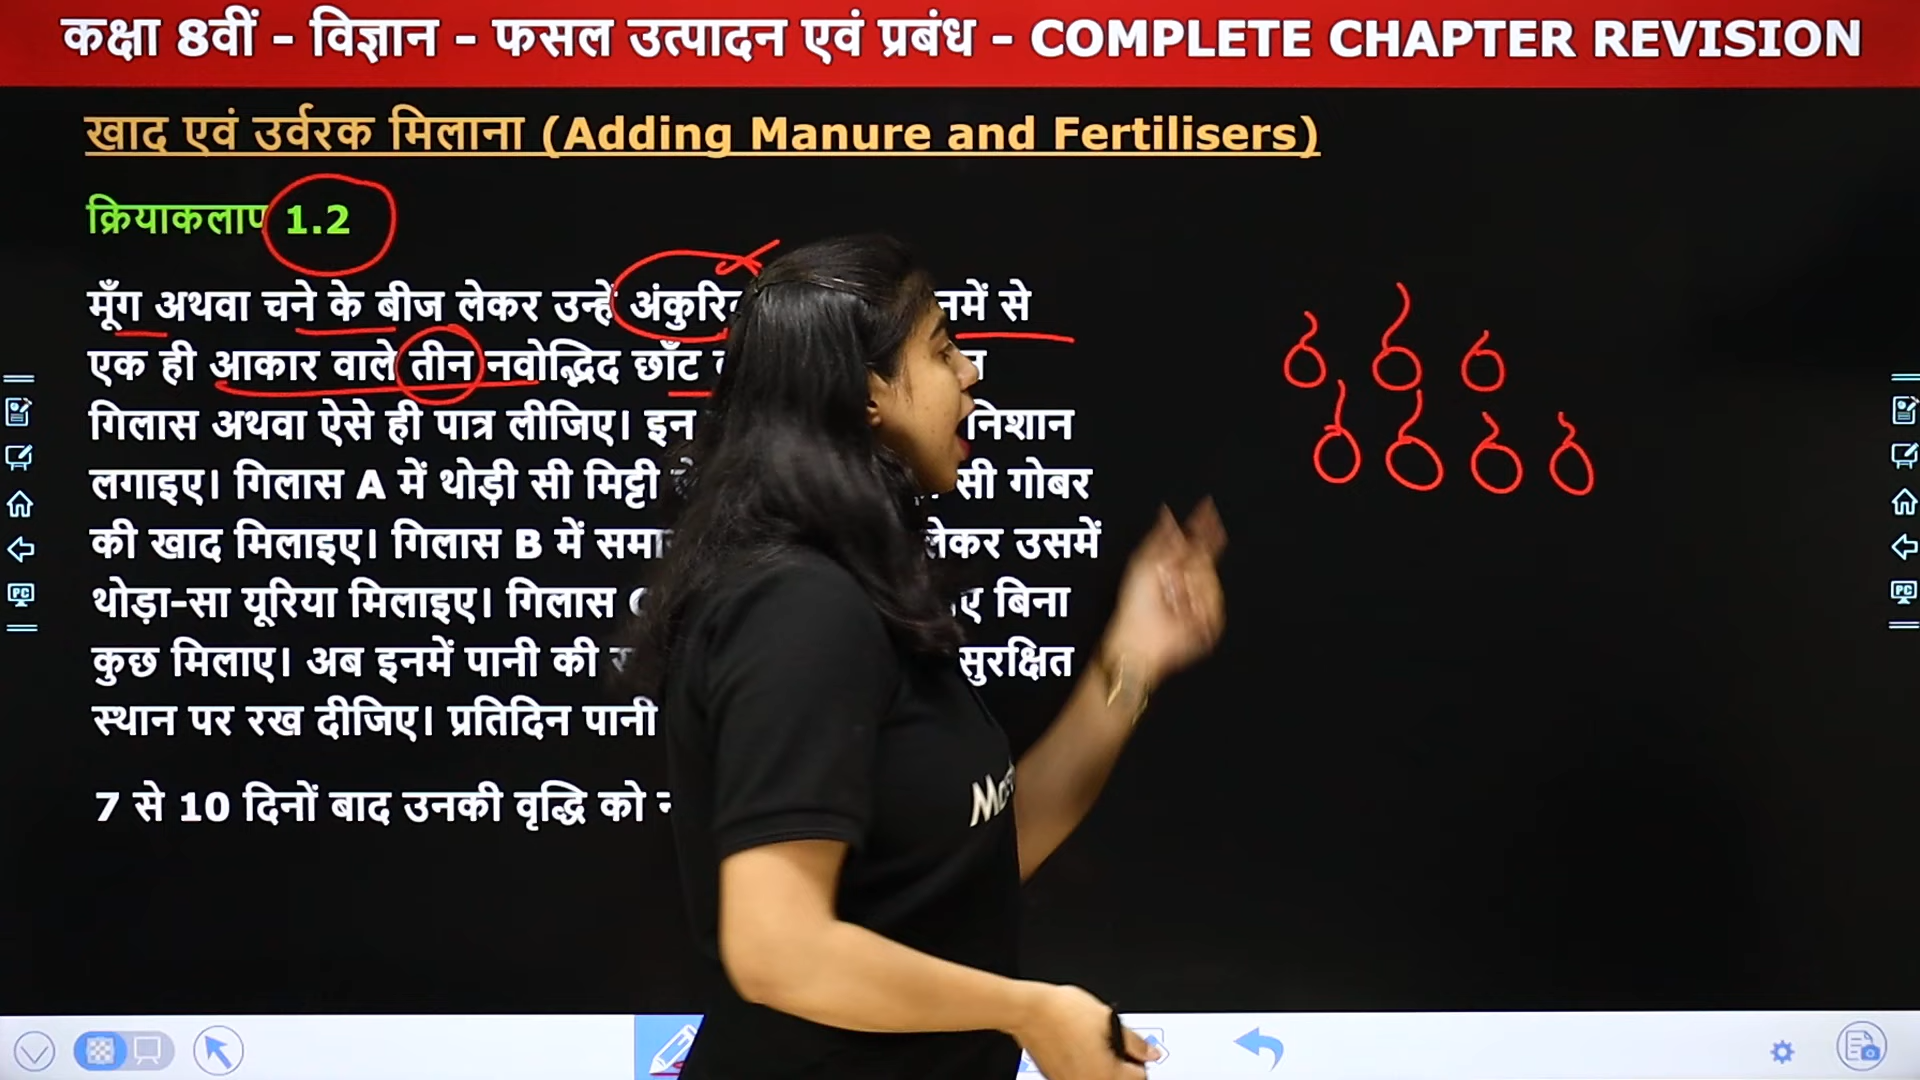 कक्षा 8वीं - विज्ञान - फसल उत्पादन एवं प्रबंध - COMPLETE CHAPTER REVISION
खाद एवं उर्वरक मिलाना (Adding Manure and Fertilisers)
क्रियाकलाप 1.2
मूँग अथवा चने के बीज लेकर उन्हें से
एक ही आकार वाले तीन नवोद्भिद छाँट
गिलास अथवा ऐसे ही पात्र लीजिए। इन निशान
लगाइए। गिलास A में थोड़ी सी मिट्टी सी गोबर
की खाद मिलाइए। गिलास B में लेकर उसमें
थोड़ा-सा यूरिया मिलाइए। गिलास बिना
कुछ मिलाए। अब इनमें पानी की सुरक्षित
स्थान पर रख दीजिए। प्रतिदिन पानी
7 से 10 दिनों बाद उनकी वृद्धि को
PC
PC